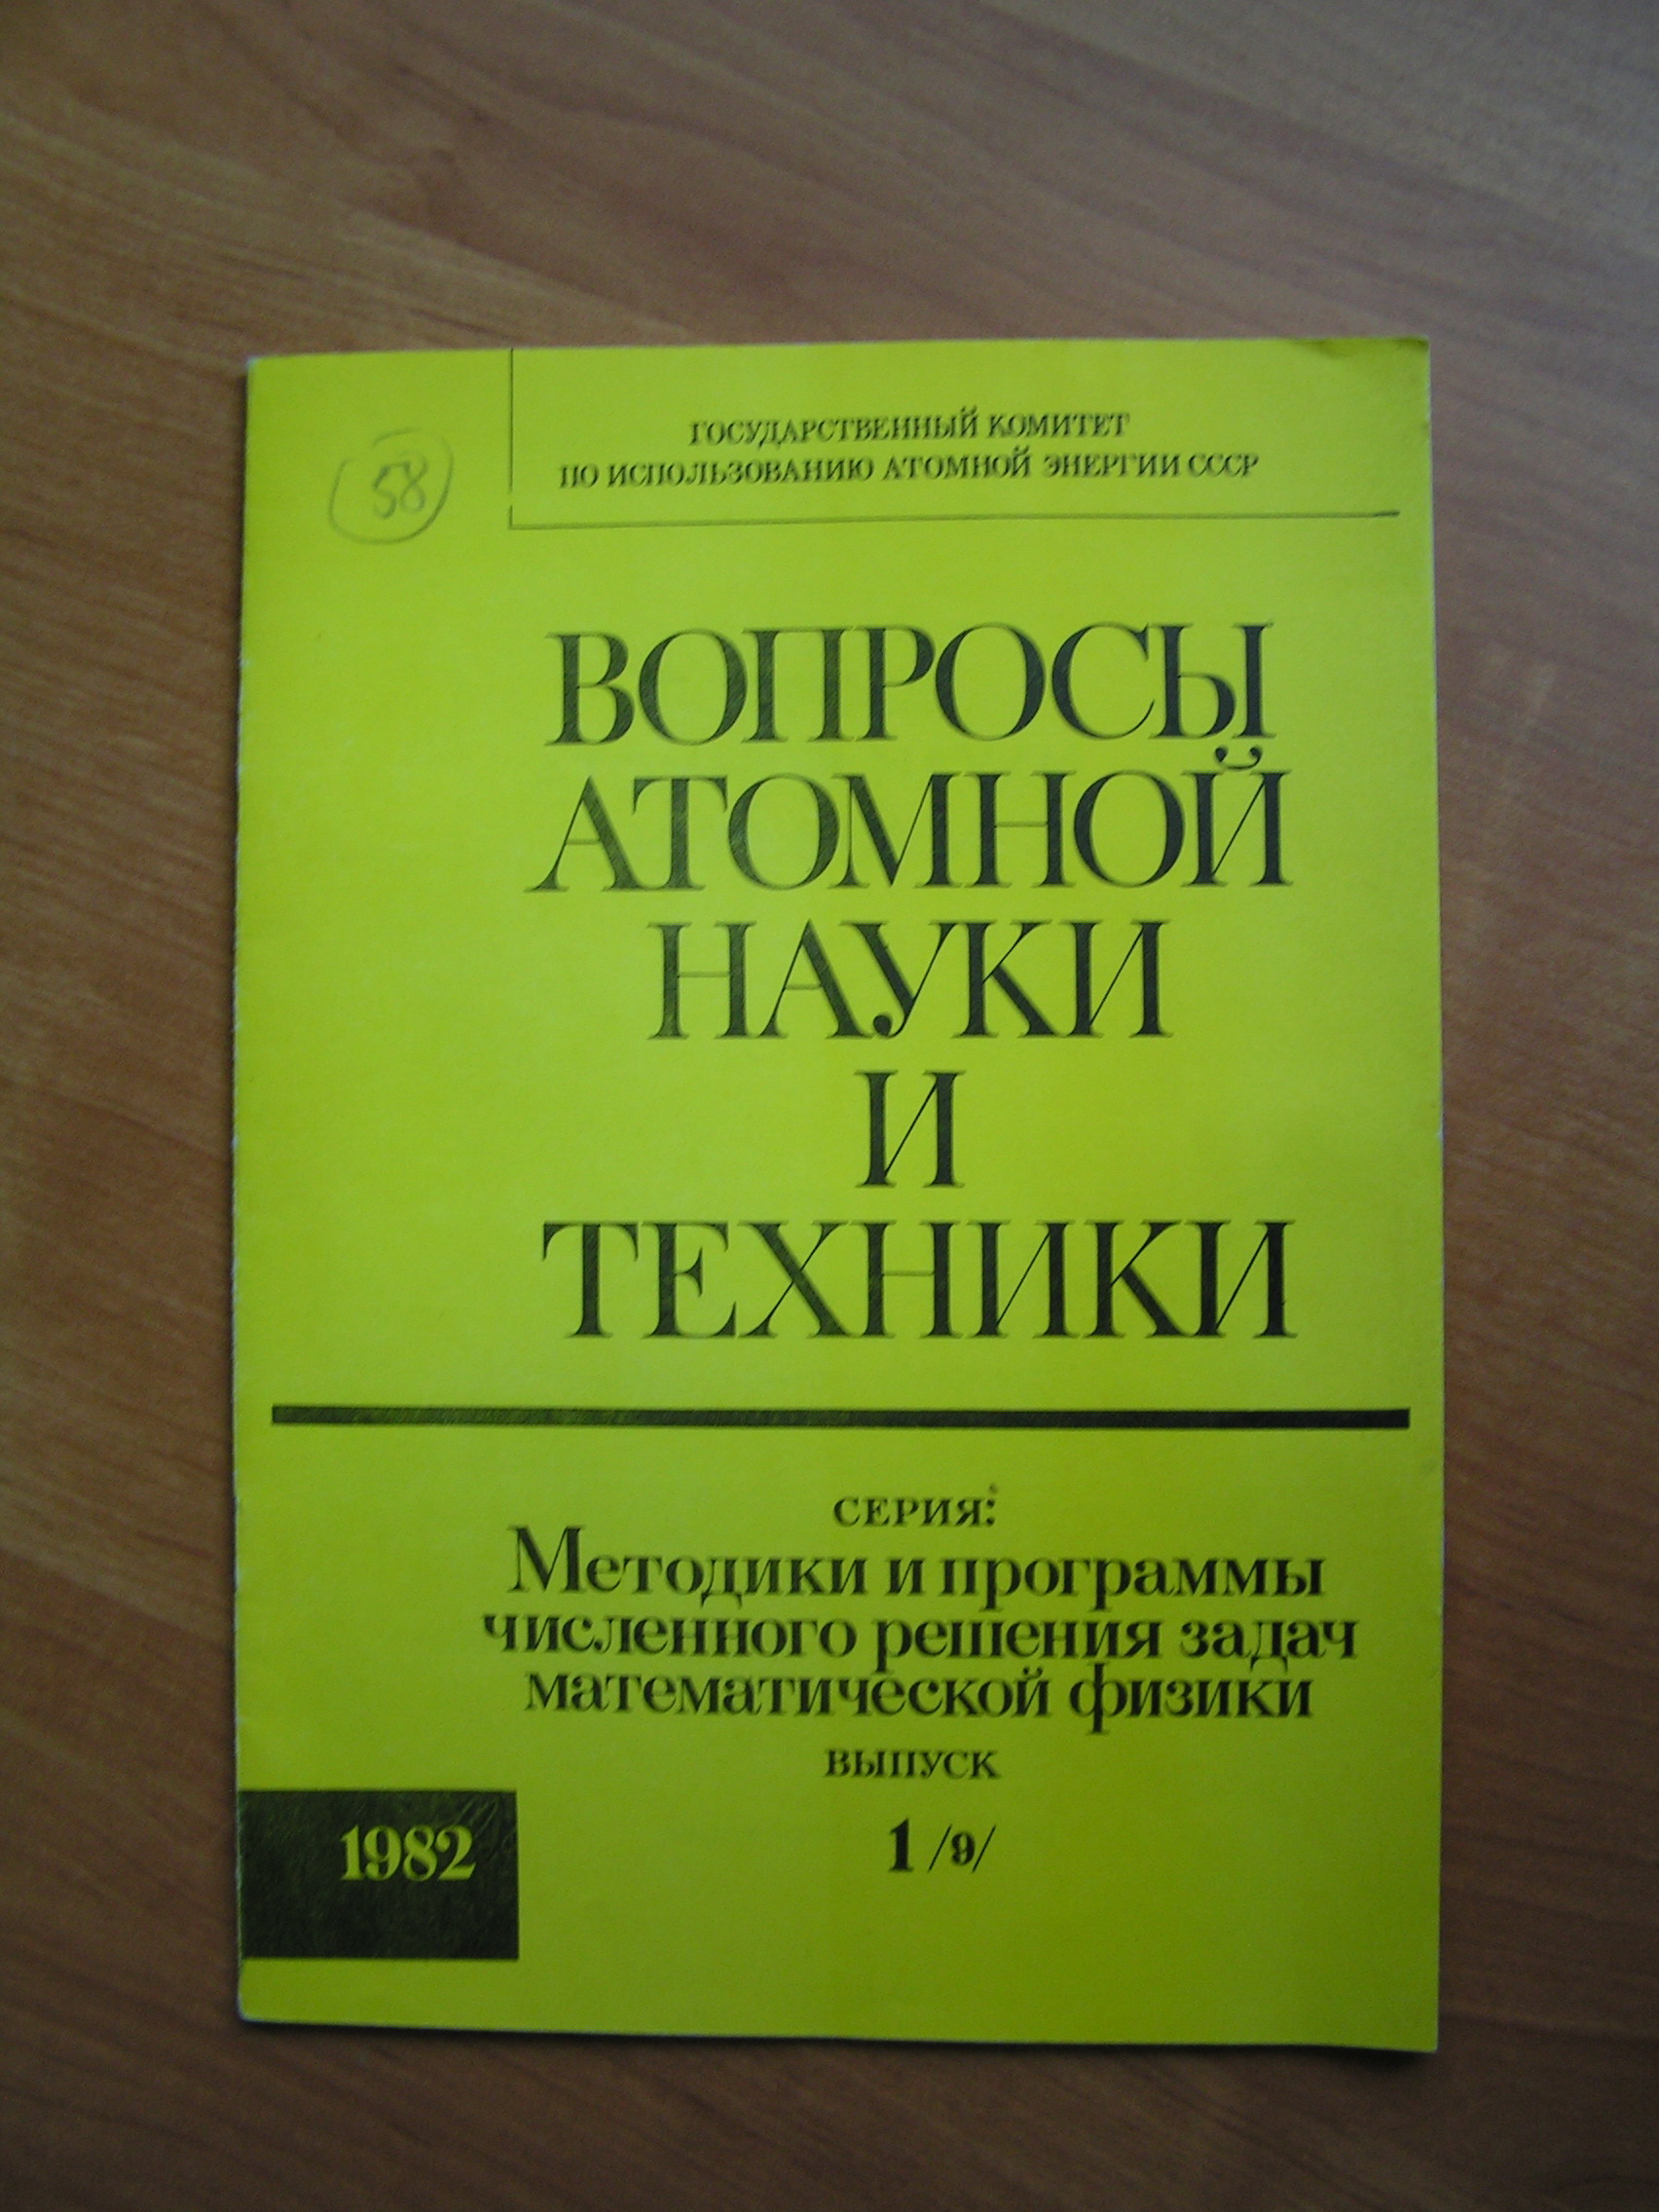 58
ГОСУДАРСТВЕННЫЙ КОМИТЕТ
ПО ИСПОЛЬЗОВАНИЮ АТОМНОЙ ЭНЕРГИИ СССР
ВОПРОСЫ
АТОМНОЙ
НАУКИ
И
ТЕХНИКИ
СЕРИЯ:
Методики и программы
численного решения задач
математической физики
ВЫПУСК
1 /9/
1982